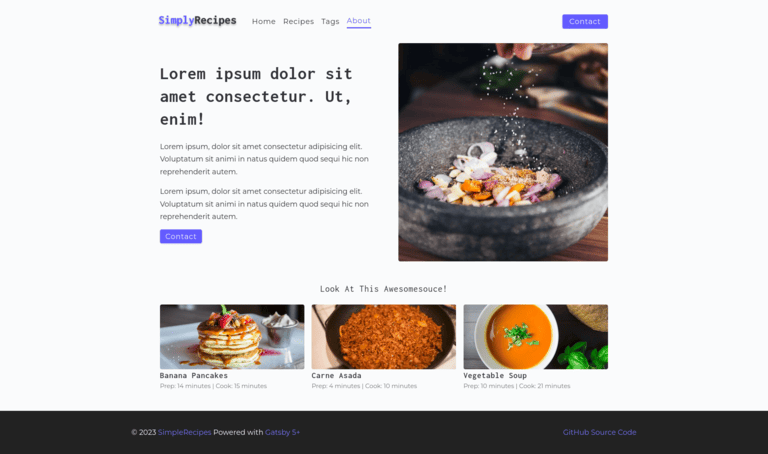 SimplyRecipes Home Recipes Tags About Contact
Lorem ipsum dolor sit
amet consectetur. Ut,
enim!
Lorem ipsum, dolor sit amet consectetur adipisicing elit.
Voluptatum sit animi in natus quidem quod sequi hic non
reprehenderit autem.
Lorem ipsum, dolor sit amet consectetur adipisicing elit.
Voluptatum sit animi in natus quidem quod sequi hic non
reprehenderit autem.
Contact
Look At This Awesomesouce!
Banana Pancakes
Prep: 14 minutes | Cook: 15 minutes
Carne Asada
Prep: 4 minutes | Cook: 10 minutes
Vegetable Soup
Prep: 10 minutes | Cook: 21 minutes
© 2023 SimpleRecipes Powered with Gatsby 5+ GitHub Source Code